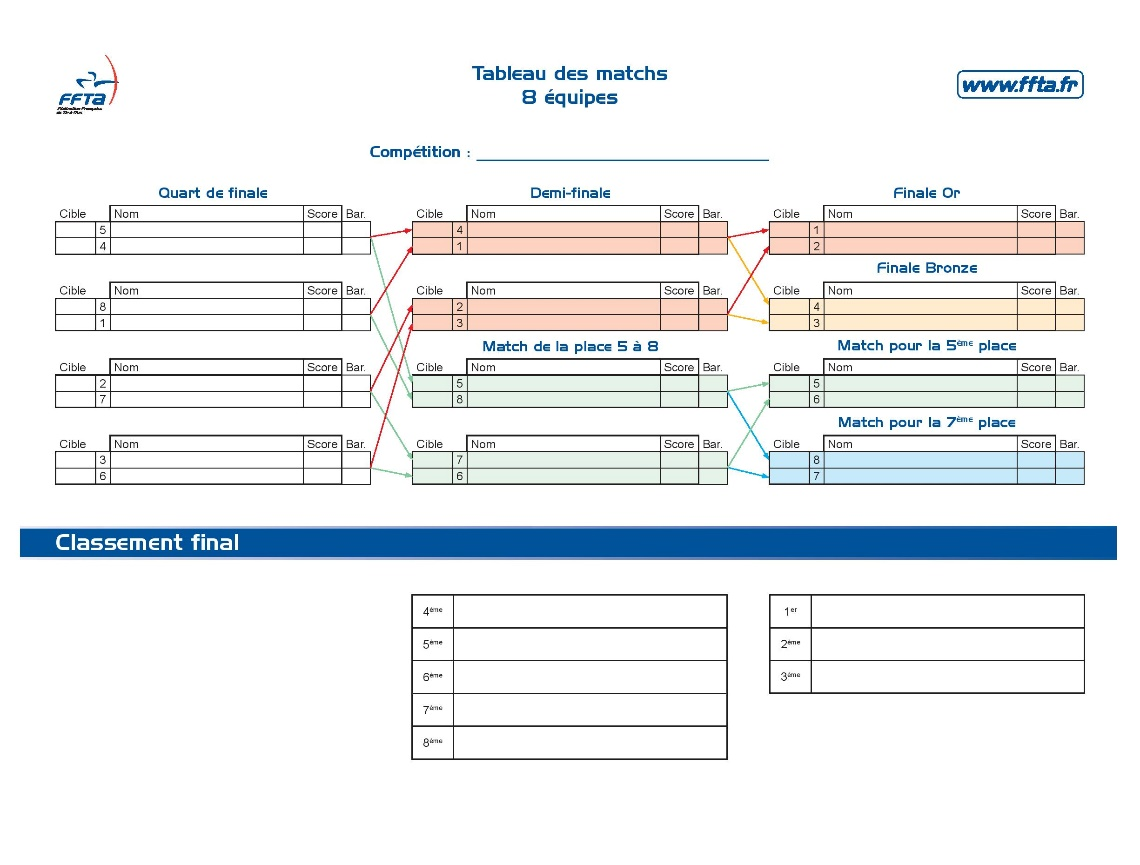 FFTA
Fédération Française
de Tir à l'Arc
Tableau des matchs
8 équipes
www.ffta.fr
Compétition :
Quart de finale
Cible Nom Score Bar.
5
4
Cible Nom Score Bar.
8
1
Cible Nom Score Bar.
2
7
Cible Nom Score Bar.
3
6
Demi-finale
Cible Nom Score Bar.
4
1
Cible Nom Score Bar.
2
3
Match de la place 5 à 8
Cible Nom Score Bar.
5
8
Cible Nom Score Bar.
7
6
Finale Or
Cible Nom Score Bar.
1
2
Finale Bronze
Cible Nom Score Bar.
4
3
Match pour la 5ème place
Cible Nom Score Bar.
5
6
Match pour la 7ème place
Cible Nom Score Bar.
8
7
Classement final
4ème
5ème
6ème
7ème
8ème
1er
2ème
3ème